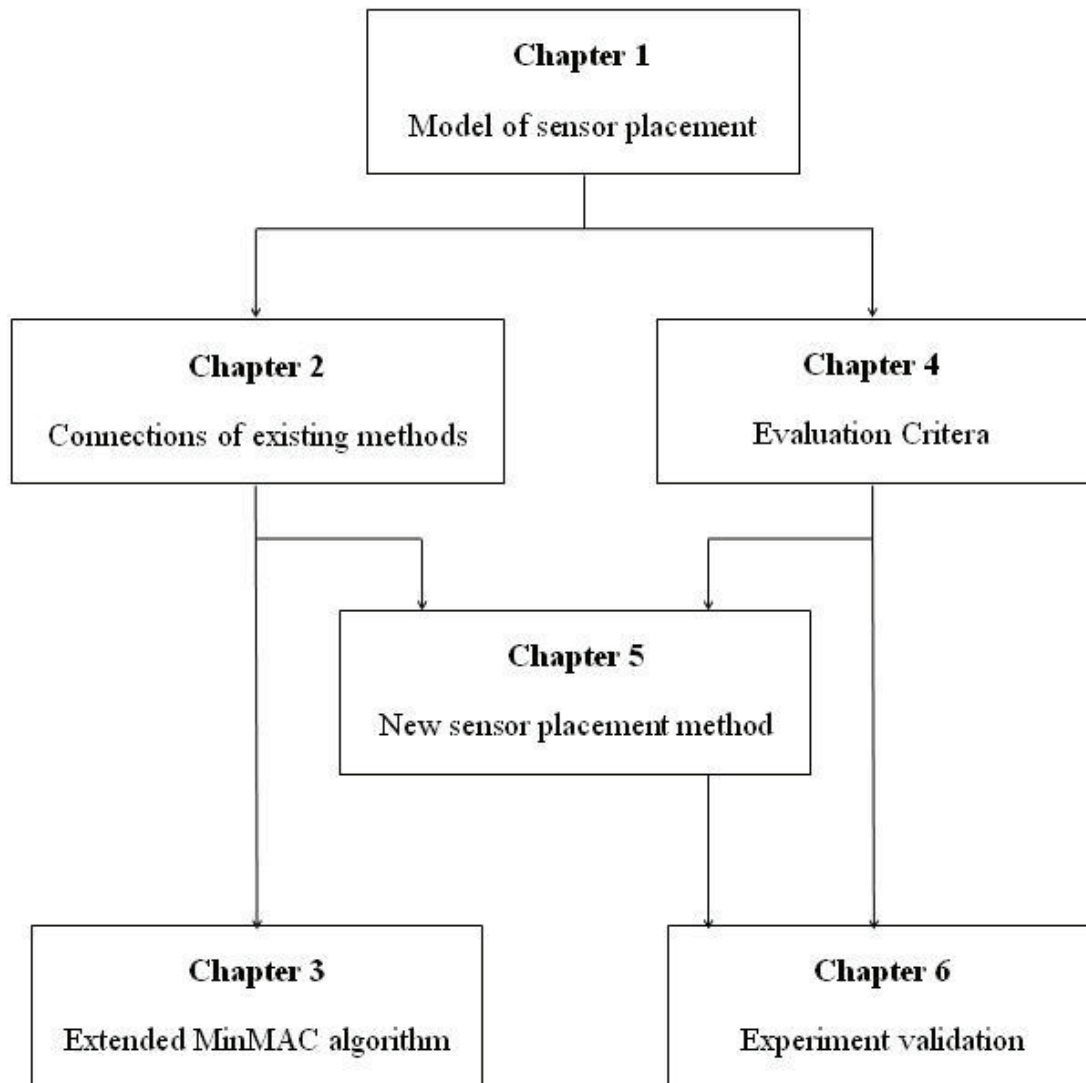 Chapter 1
Model of sensor placement
Chapter 2
Connections of existing methods
Chapter 4
Evaluation Critera
Chapter 5
New sensor placement method
Chapter 3
Extended MinMAC algorithm
Chapter 6
Experiment validation